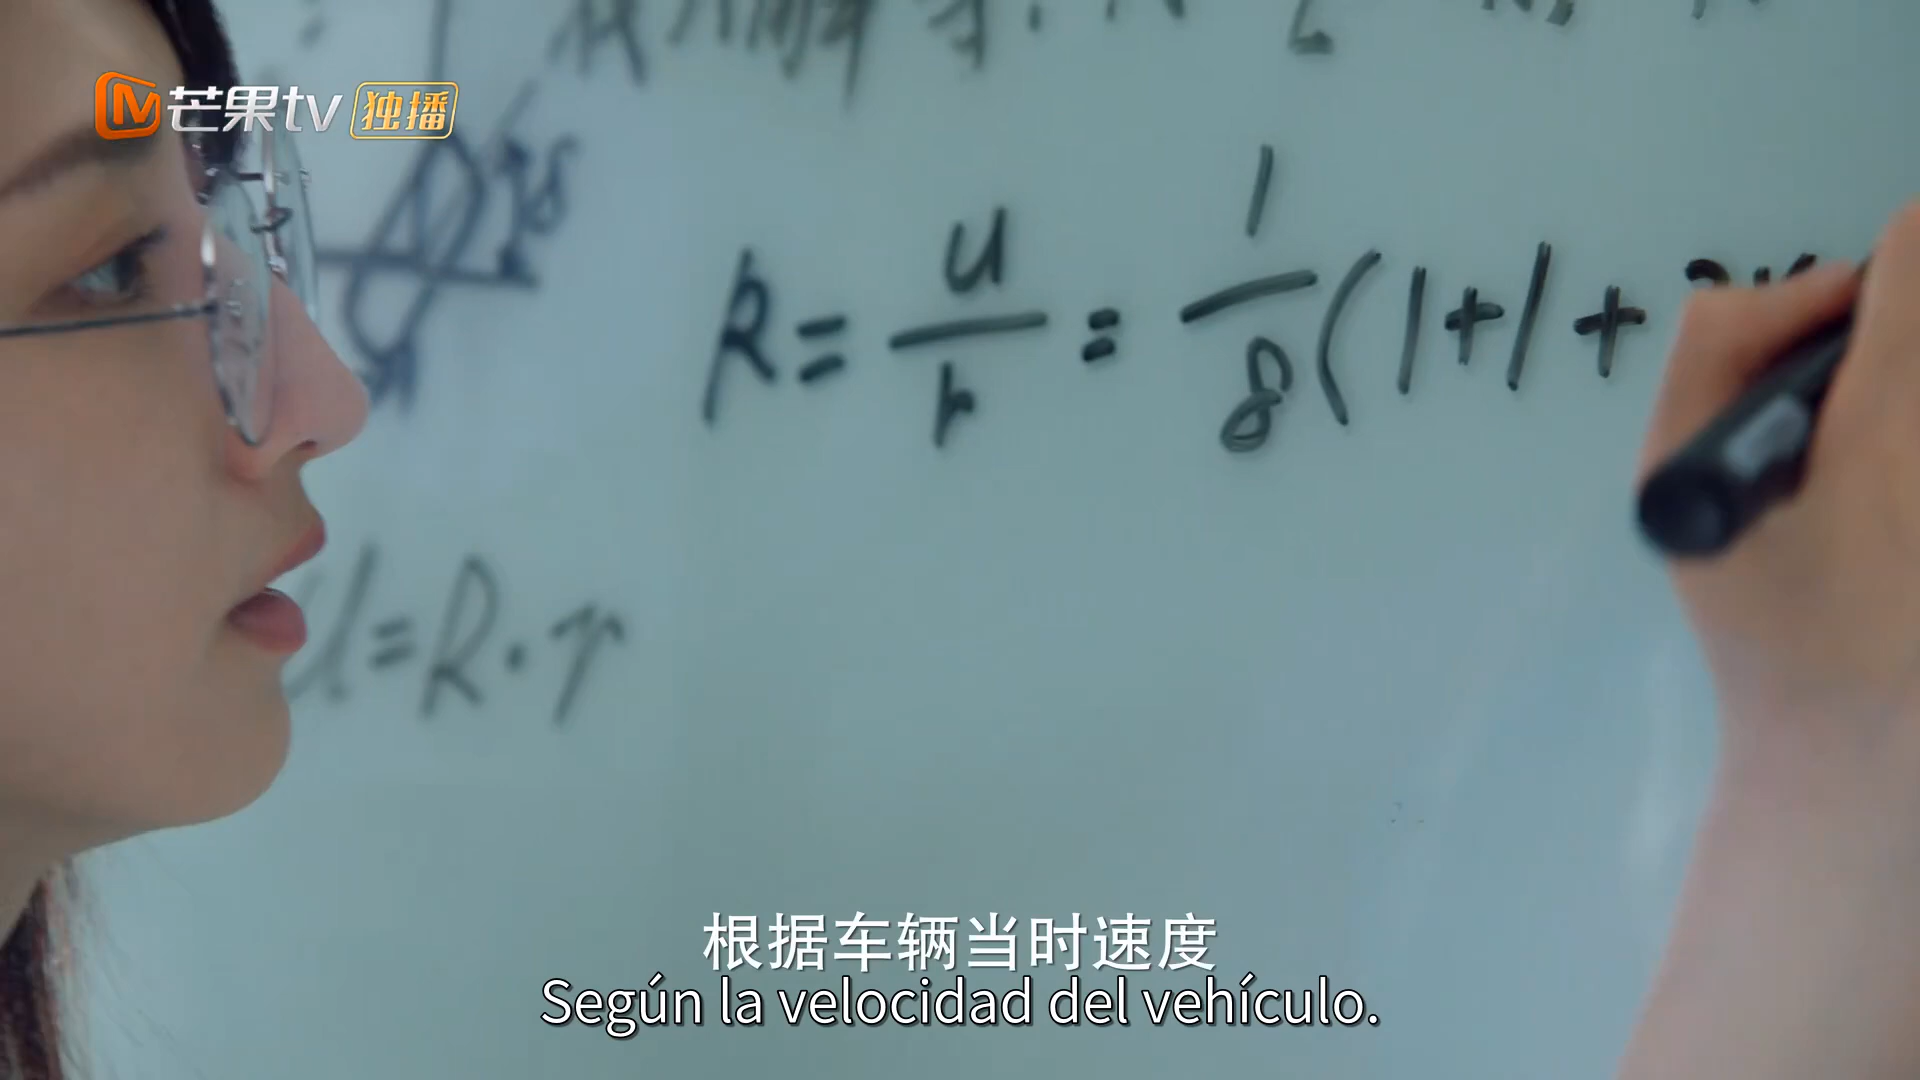 芒果tv 独播
R = u/r = 1/8 (1+1+
u=R·r
根据车辆当时速度
Según la velocidad del vehículo.